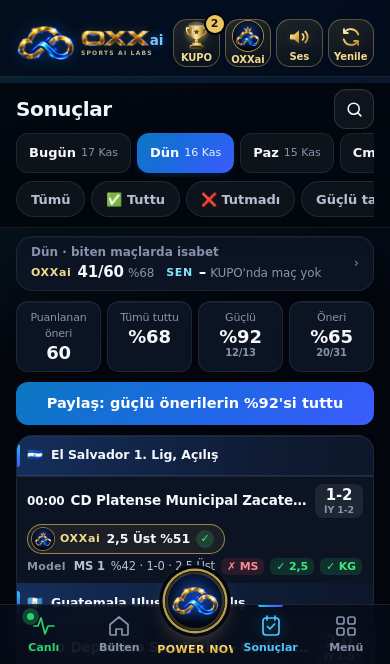 OXX ai
SPORTS AI LABS
2
KUPO
OXXai
Ses
Yenile
Sonuçlar
Bugün 17 Kas
Dün 16 Kas
Paz 15 Kas
Cm
Tümü
✅ Tuttu
❌ Tutmadı
Güçlü ta
Dün · biten maçlarda isabet
OXXai 41/60 %68 SEN – KUPO'nda maç yok ›
Puanlanan öneri
60
Tümü tuttu
%68
Güçlü
%92
12/13
Öneri
%65
20/31
Paylaş: güçlü önerilerin %92'si tuttu
El Salvador 1. Lig, Açılış
00:00 CD Platense Municipal Zacate... 1-2
İY 1-2
OXXai 2,5 Üst %51 ✓
Model MS 1 %42 · 1-0 · 2,5 Üst ✗ MS ✓ 2,5 ✓ KG
Guatemala
Canlı
Bülten
POWER NOW
Sonuçlar
Menü